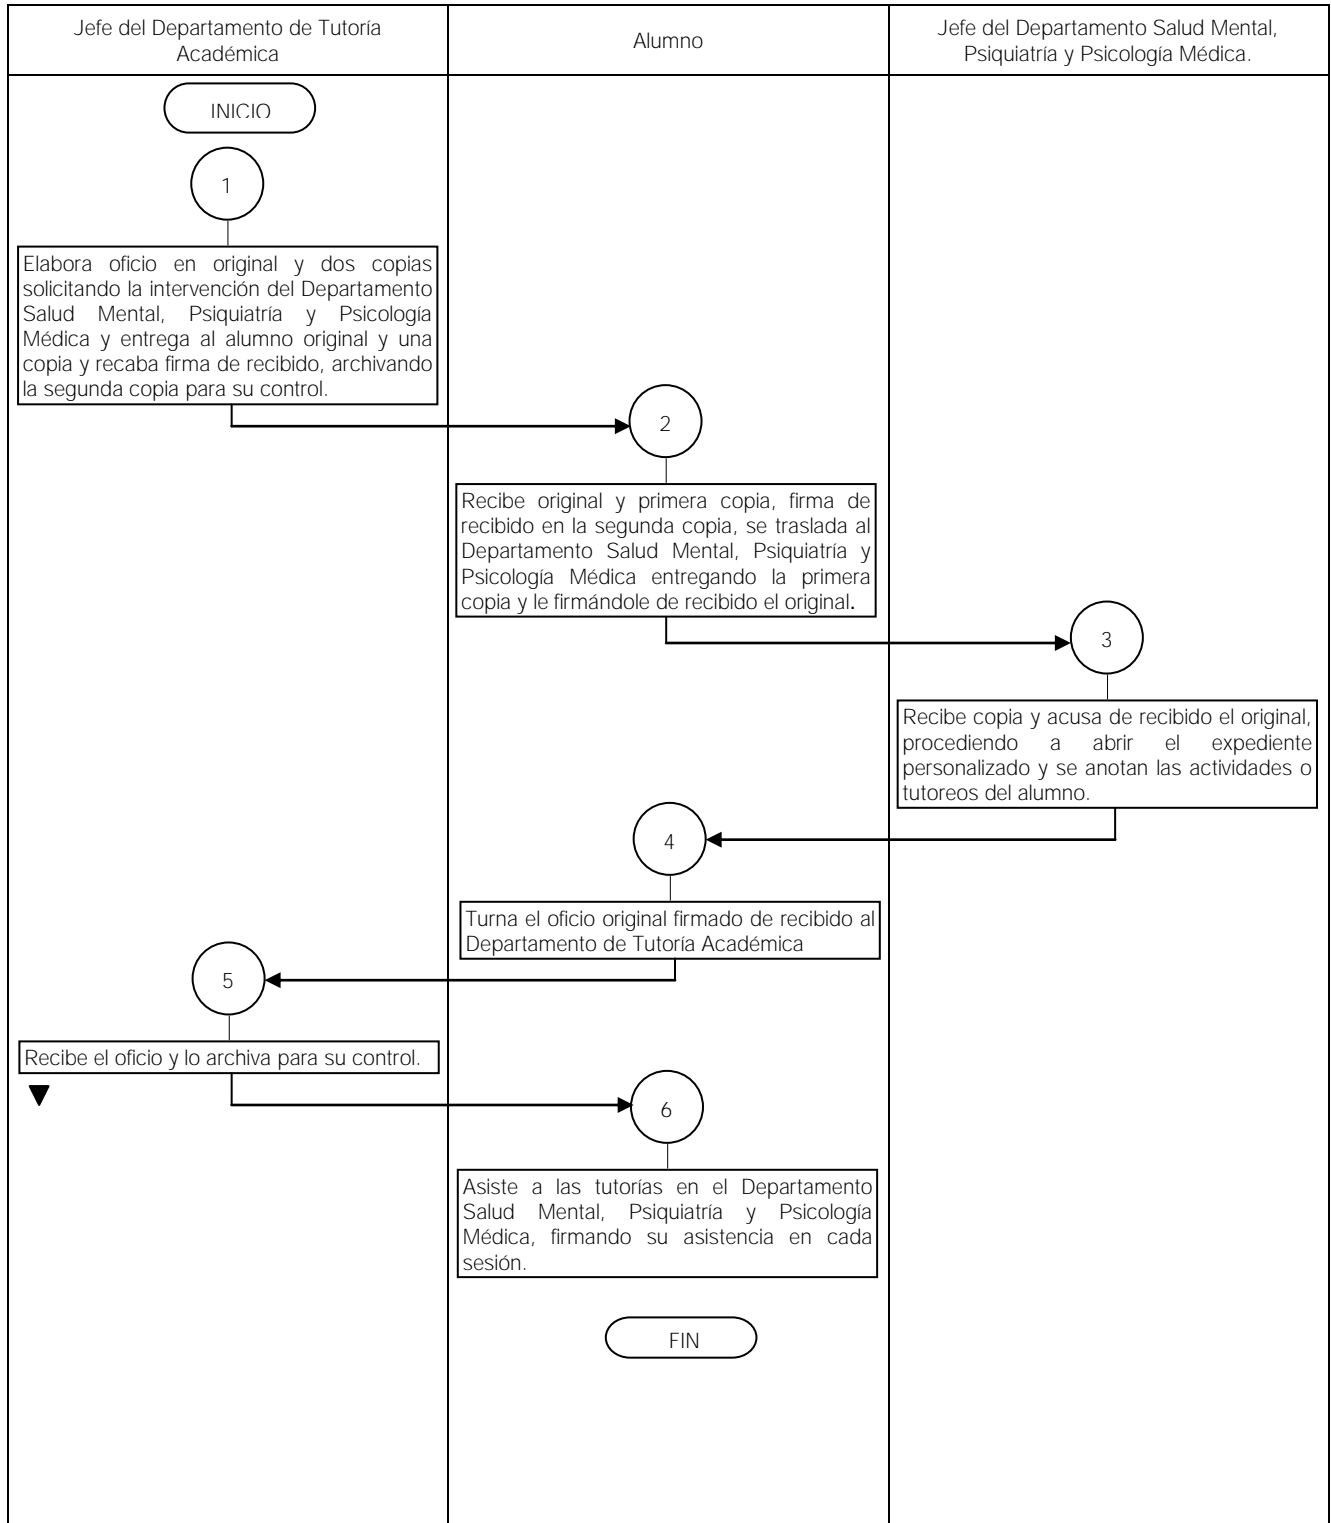 Jefe del Departamento de Tutoría
Académica
Alumno
Jefe del Departamento Salud Mental,
Psiquiatría y Psicología Médica.
INICIO
1
Elabora oficio en original y dos copias
solicitando la intervención del Departamento
Salud Mental, Psiquiatría y Psicología
Médica y entrega al alumno original y una
copia y recaba firma de recibido, archivando
la segunda copia para su control.
2
Recibe original y primera copia, firma de
recibido en la segunda copia, se traslada al
Departamento Salud Mental, Psiquiatría y
Psicología Médica entregando la primera
copia y le firmándole de recibido el original.
3
Recibe copia y acusa de recibido el original,
procediendo a abrir el expediente
personalizado y se anotan las actividades o
tutoreos del alumno.
4
Turna el oficio original firmado de recibido al
Departamento de Tutoría Académica
5
Recibe el oficio y lo archiva para su control.
6
Asiste a las tutorías en el Departamento
Salud Mental, Psiquiatría y Psicología
Médica, firmando su asistencia en cada
sesión.
FIN